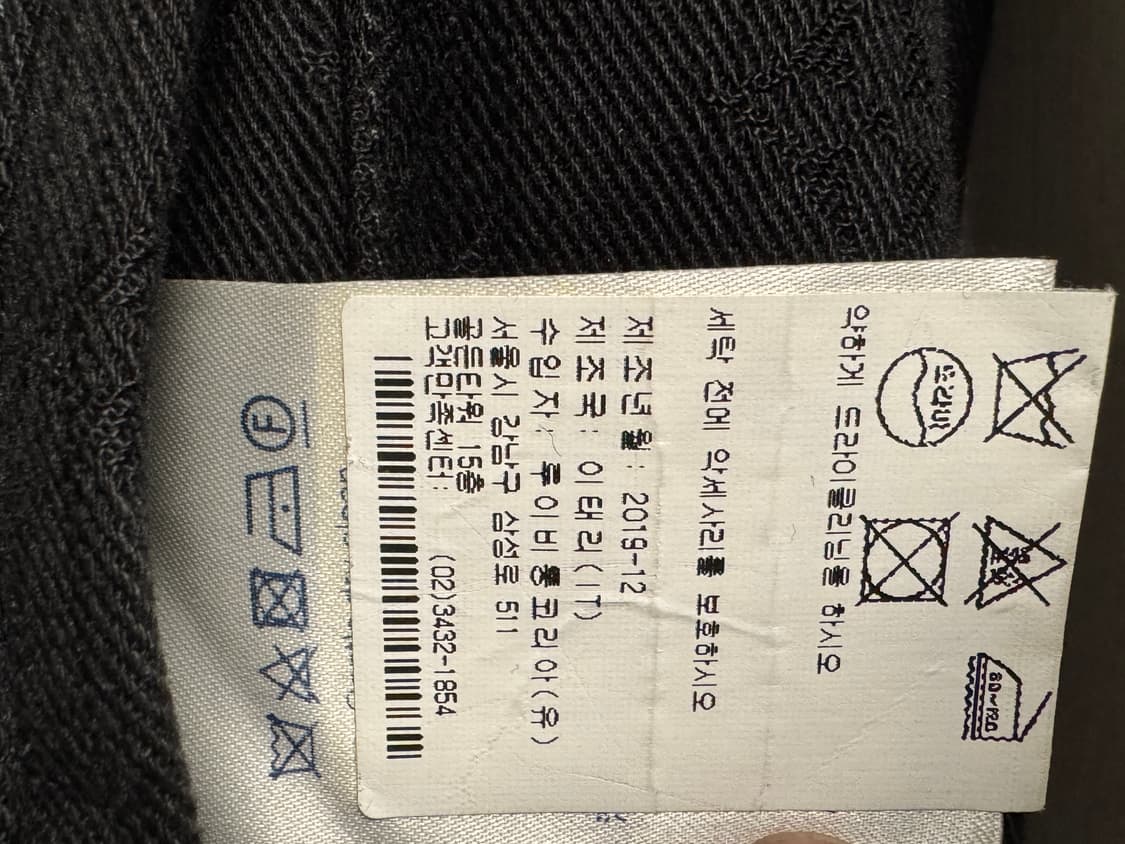 드라이
80~120
약하게 드라이클리닝을 하시오
세탁 전에 악세사리를 보호하시오
제조년월: 2019-12
제조국: 이태리(IT)
수입자: 루이비통코리아(유)
서울시 강남구 삼성로 511
골든타워 15층
고객만족센터: (02)3432-1854
F